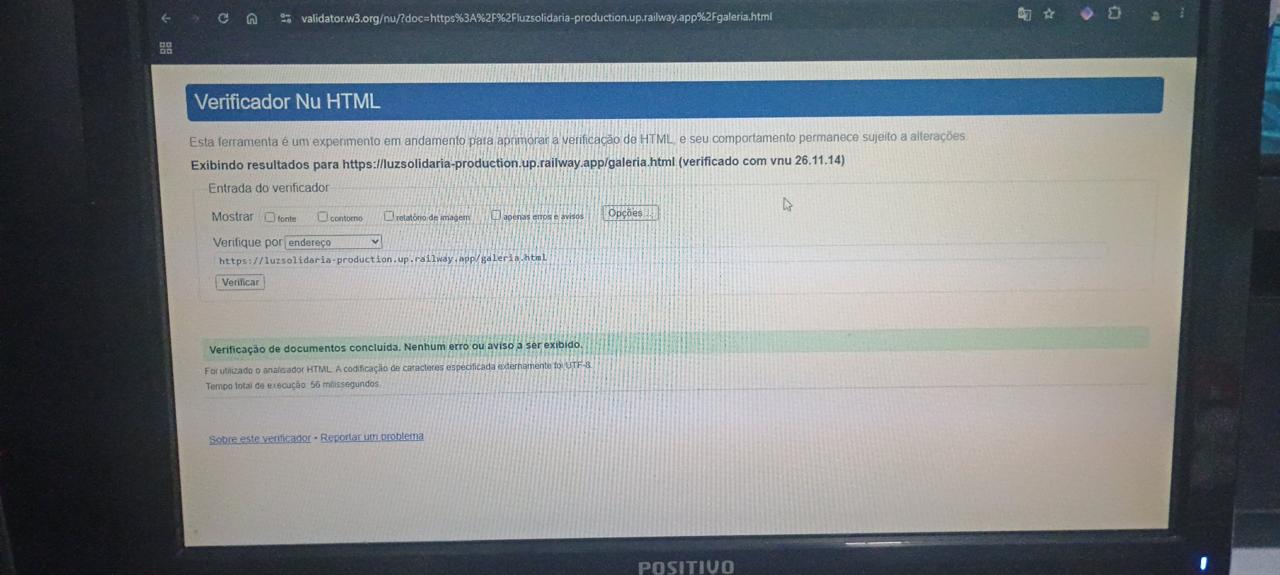 validator.w3.org/nu/?doc=https%3A%2F%2Fluzsolidaria-production.up.railway.app%2Fgaleria.html
Verificador Nu HTML
Esta ferramenta é um experimento em andamento para aprimorar a verificação de HTML, e seu comportamento permanece sujeito a alterações.
Exibindo resultados para https://luzsolidaria-production.up.railway.app/galeria.html (verificado com vnu 26.11.14)
Entrada do verificador
Mostrar fonte contorno relatório de imagem apenas erros e avisos Opções...
Verifique por endereço
https://luzsolidaria-production.up.railway.app/galeria.html
Verificar
Verificação de documentos concluída. Nenhum erro ou aviso a ser exibido.
Foi utilizado o analisador HTML. A codificação de caracteres especificada externamente foi UTF-8.
Tempo total de execução: 56 milissegundos.
Sobre este verificador • Reportar um problema
POSITIVO